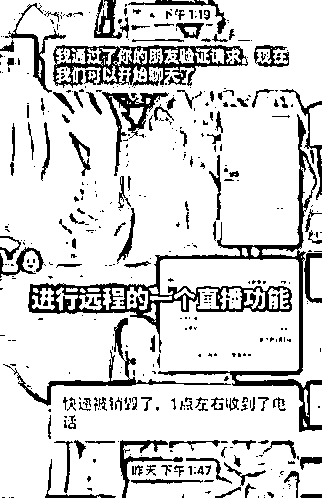 下午 1:19
我通过了你的朋友验证请求，现在
我们可以开始聊天了
进行远程的一个直播功能
快递被销毁了，1点左右收到了电
话
昨天 下午 1:47